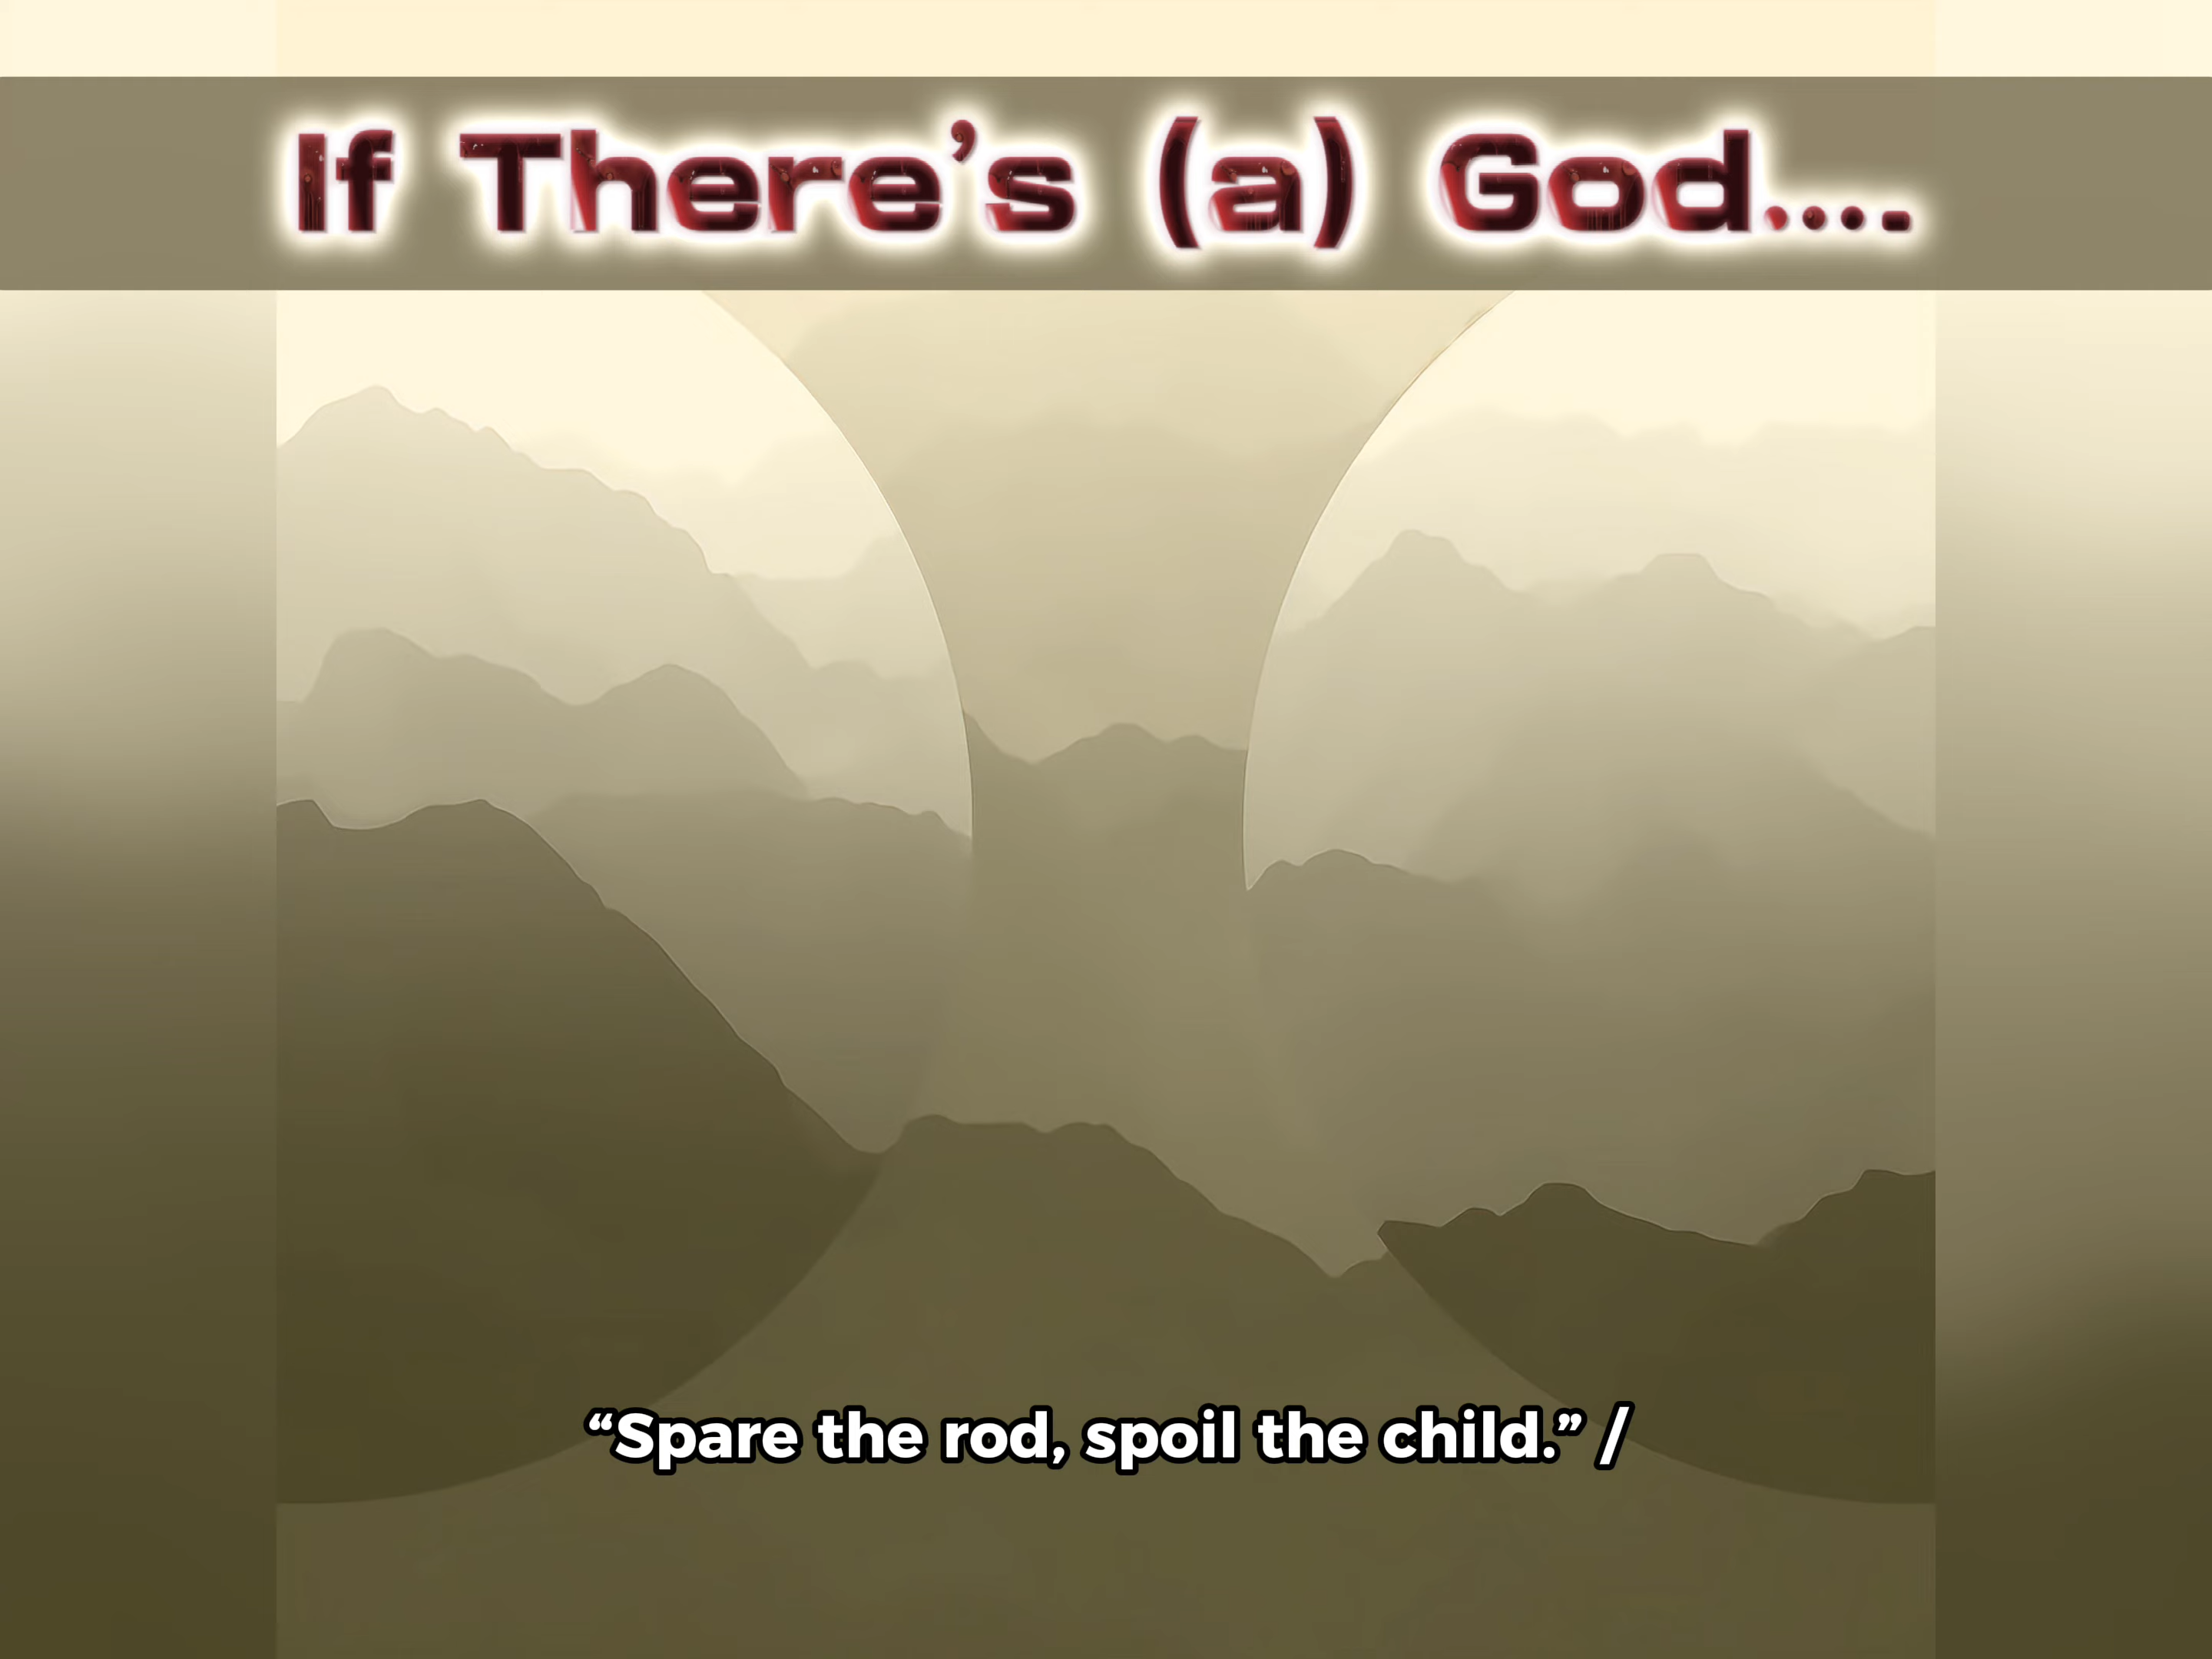 If There’s (a) God....
“Spare the rod, spoil the child.” /